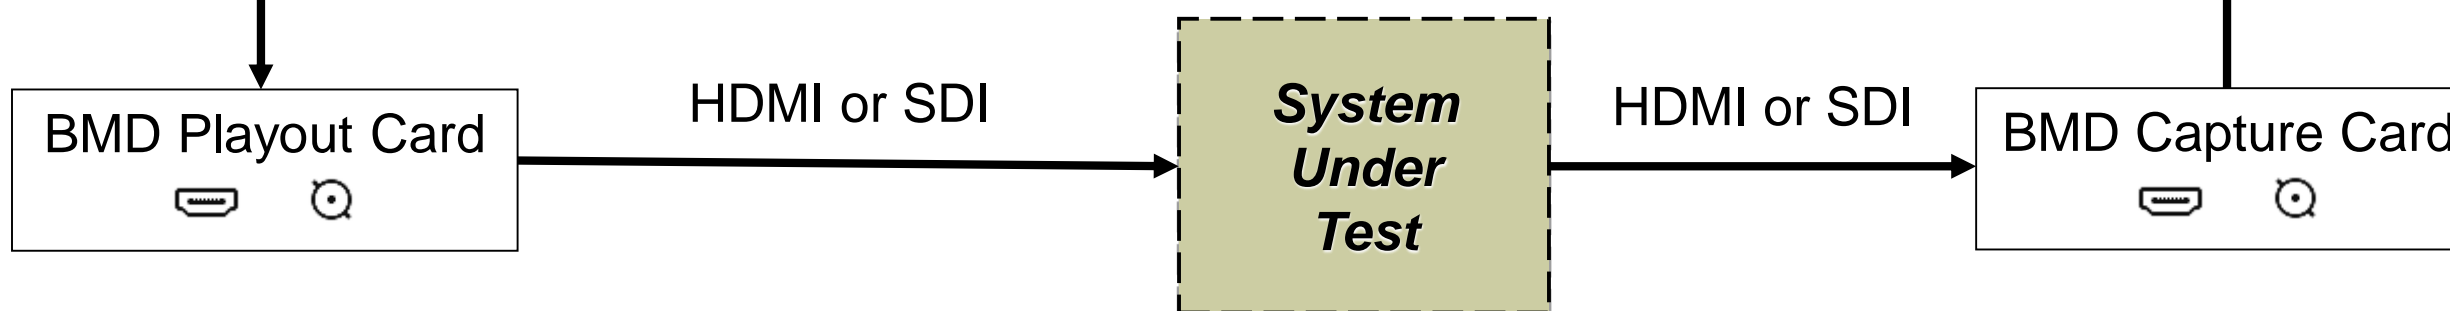 BMD Playout Card
HDMI or SDI
System
Under
Test
HDMI or SDI
BMD Capture Card